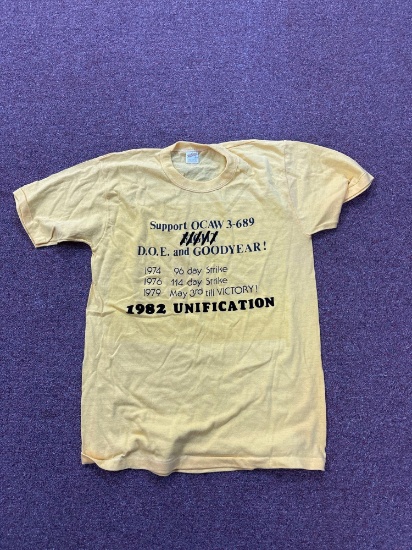 Support OCAW 3-689
D.O.E. and GOODYEAR!
1974 96 day Strike
1976 114 day Strike
1979 May 3rd till VICTORY!
1982 UNIFICATION